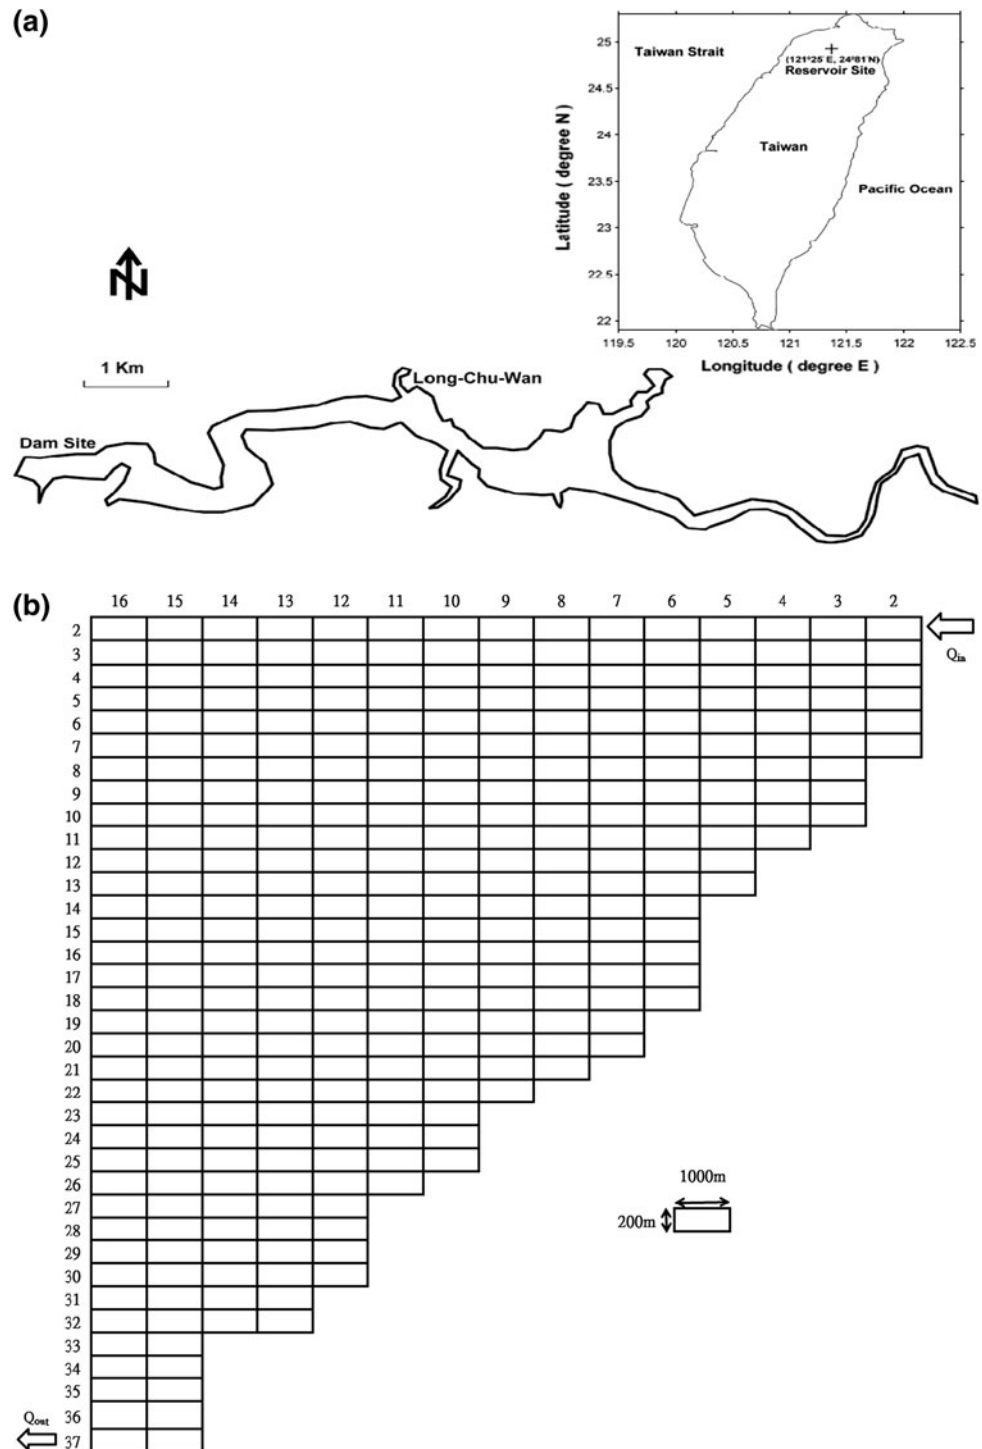 (a)
25
24.5
24
23.5
23
22.5
22
Latitude ( degree N )
Taiwan Strait
(121°25'E, 24°81'N)
Reservoir Site
Taiwan
Pacific Ocean
119.5 120 120.5 121 121.5 122 122.5
Longitude ( degree E )
N
1 Km
Long-Chu-Wan
Dam Site
(b)
16 15 14 13 12 11 10 9 8 7 6 5 4 3 2
Qin
2
3
4
5
6
7
8
9
10
11
12
13
14
15
16
17
18
19
20
21
22
23
24
25
26
27
28
29
30
31
32
33
34
35
36
37
1000m
200m
Qout